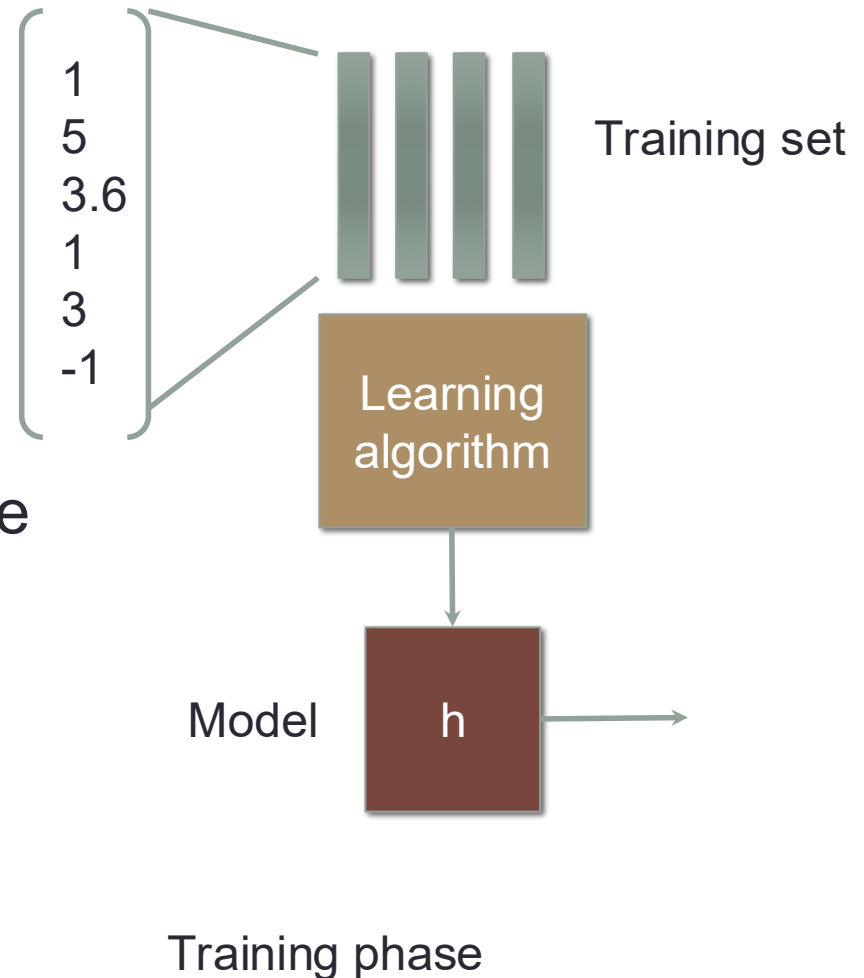 1
5
3.6
1
3
-1
Training set
Learning
algorithm
e
Model
h
Training phase